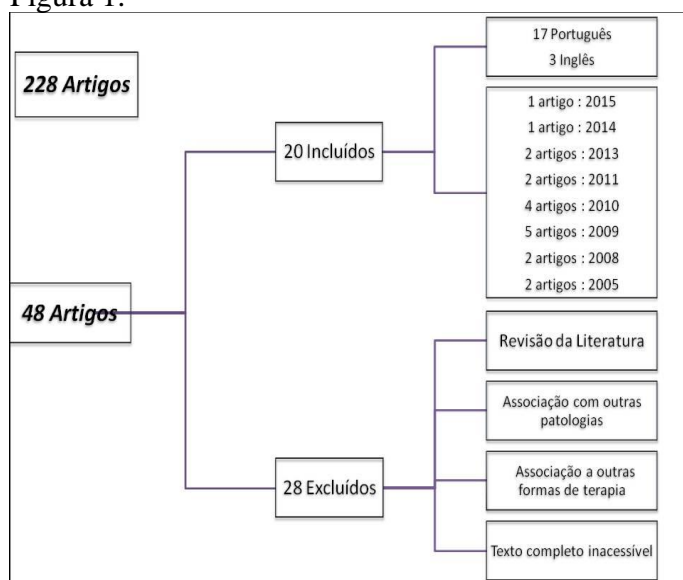 Figura 1.
228 Artigos
48 Artigos
20 Incluídos
17 Português
3 Inglês
1 artigo : 2015
1 artigo : 2014
2 artigos : 2013
2 artigos : 2011
4 artigos : 2010
5 artigos : 2009
2 artigos : 2008
2 artigos : 2005
28 Excluídos
Revisão da Literatura
Associação com outras
patologias
Associação a outras
formas de terapia
Texto completo inacessível